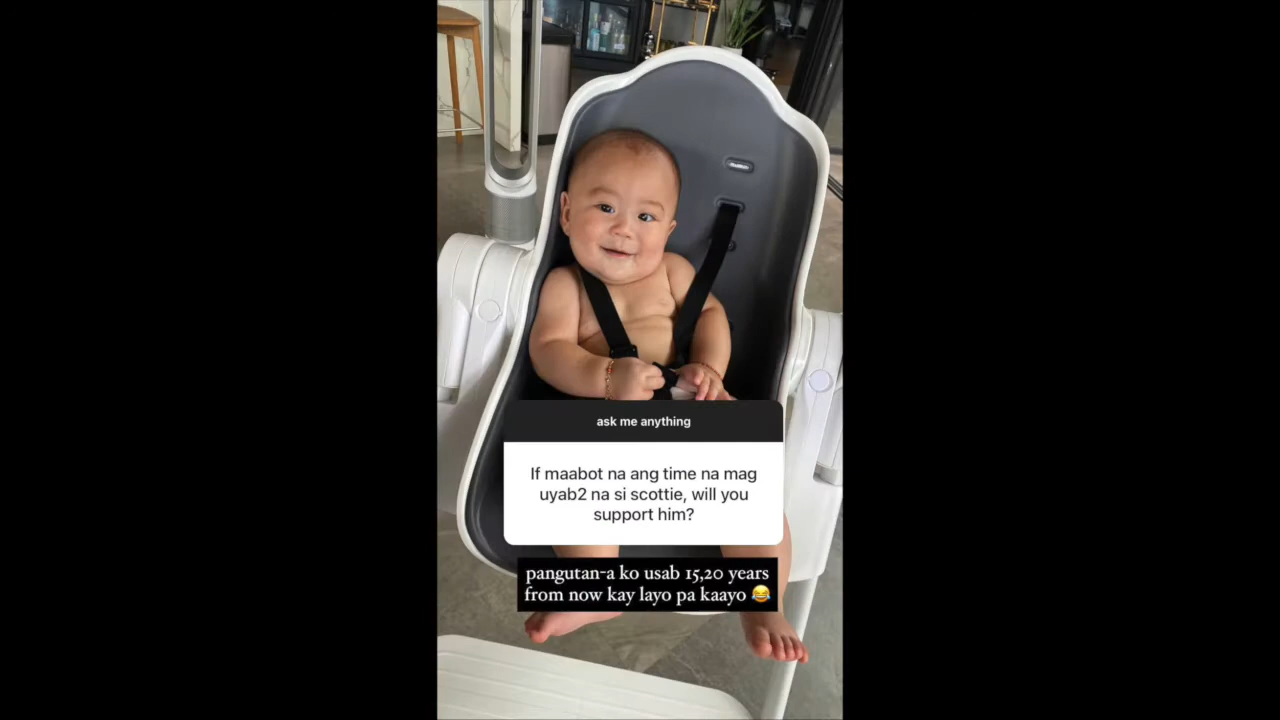 ask me anything
If maabot na ang time na mag
uyab2 na si scottie, will you
support him?
pangutan-a ko usab 15,20 years
from now kay layo pa kaayo 😂